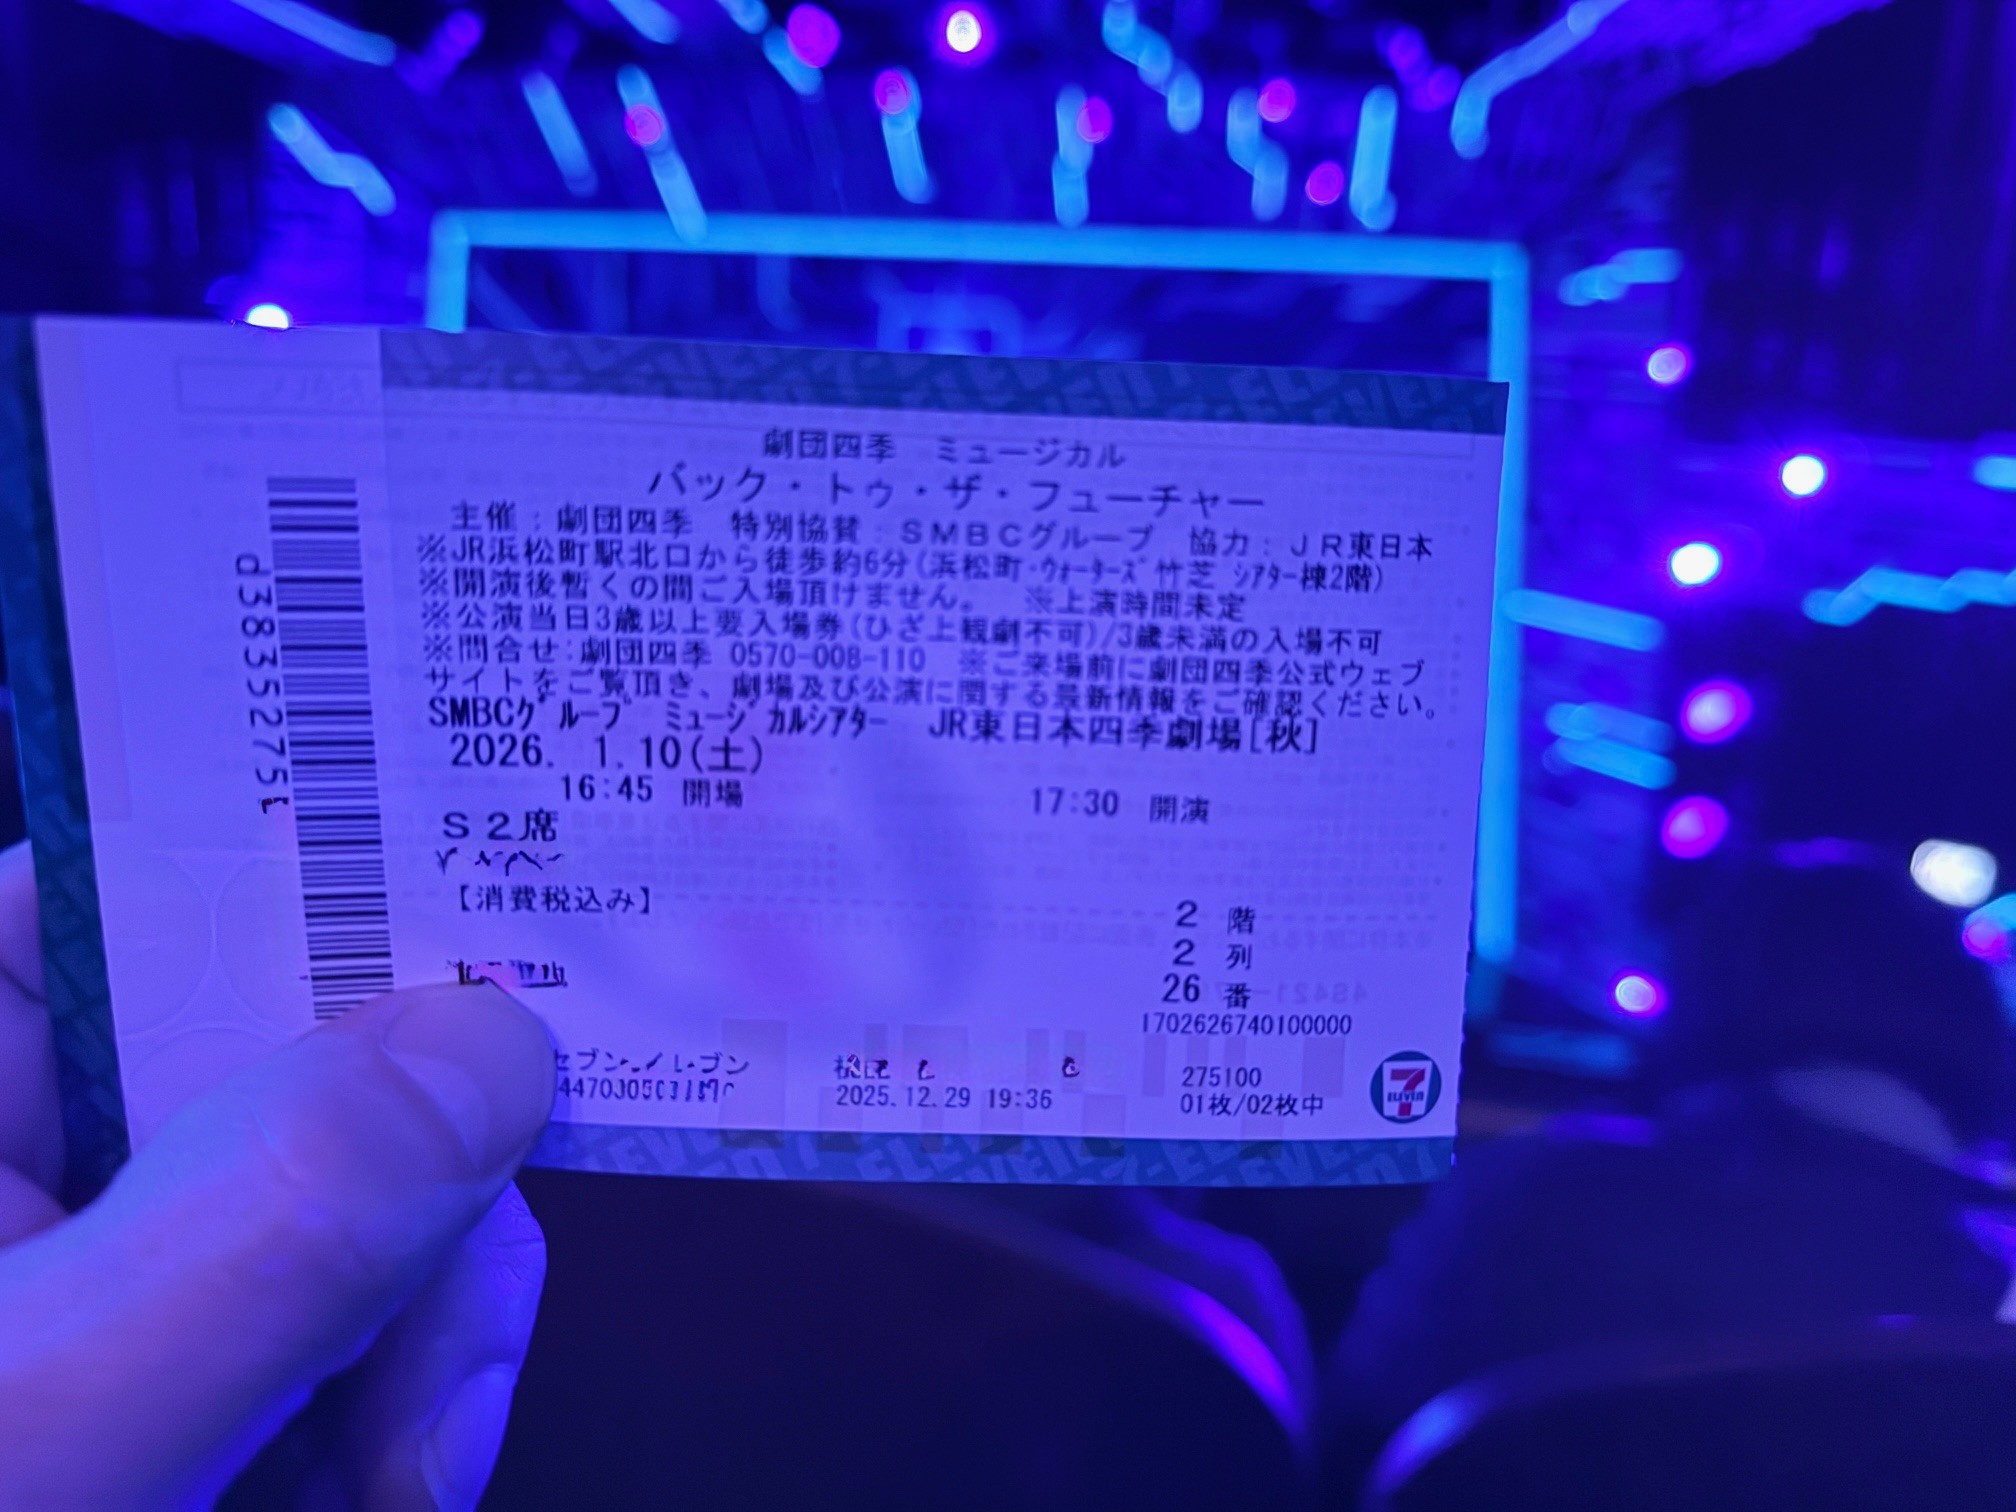 劇団四季 ミュージカル
バック・トゥ・ザ・フューチャー
主催:劇団四季 特別協賛:SMBCグループ 協力:JR東日本
※JR浜松町駅北口から徒歩約6分(浜松町・ウォーターズ竹芝 シアター棟2階)
※開演後暫くの間ご入場頂けません。 ※上演時間未定
※公演当日3歳以上要入場券(ひざ上観劇不可)/3歳未満の入場不可
※問合せ:劇団四季 0570-008-110 ※ご来場前に劇団四季公式ウェブ
サイトをご覧頂き、劇場及び公演に関する最新情報をご確認ください。
SMBCグループ ミュージカルシアター JR東日本四季劇場[秋]
2026. 1.10(土)
16:45 開場 17:30 開演
S2席
【消費税込み】
2 階
2 列
26 番
1702626740100000
セブン-イレブン
2025.12.29 19:36
275100
01枚/02枚中
7 ELEVEN
d3835275t